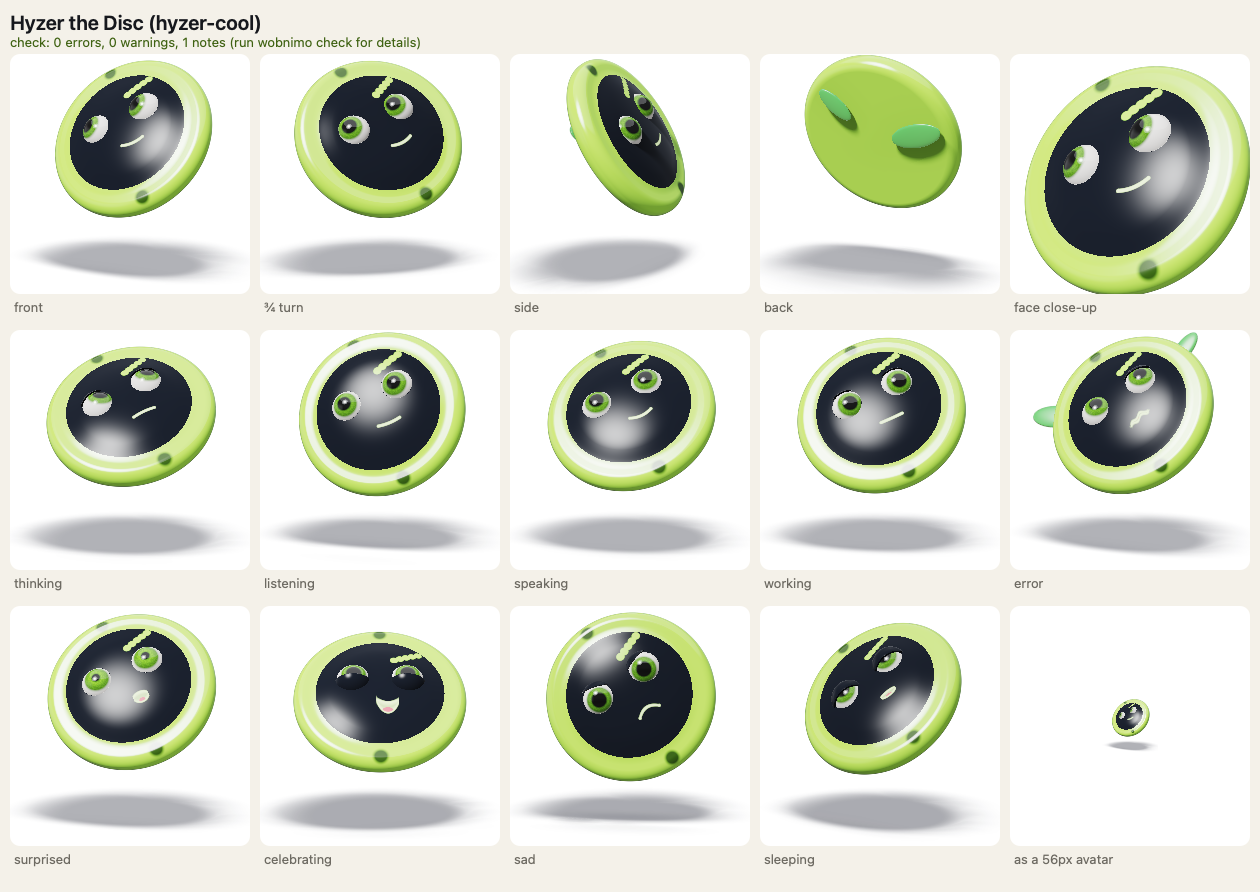 Hyzer the Disc (hyzer-cool)
check: 0 errors, 0 warnings, 1 notes (run wobnimo check for details)
front
¾ turn
side
back
face close-up
thinking
listening
speaking
working
error
surprised
celebrating
sad
sleeping
as a 56px avatar